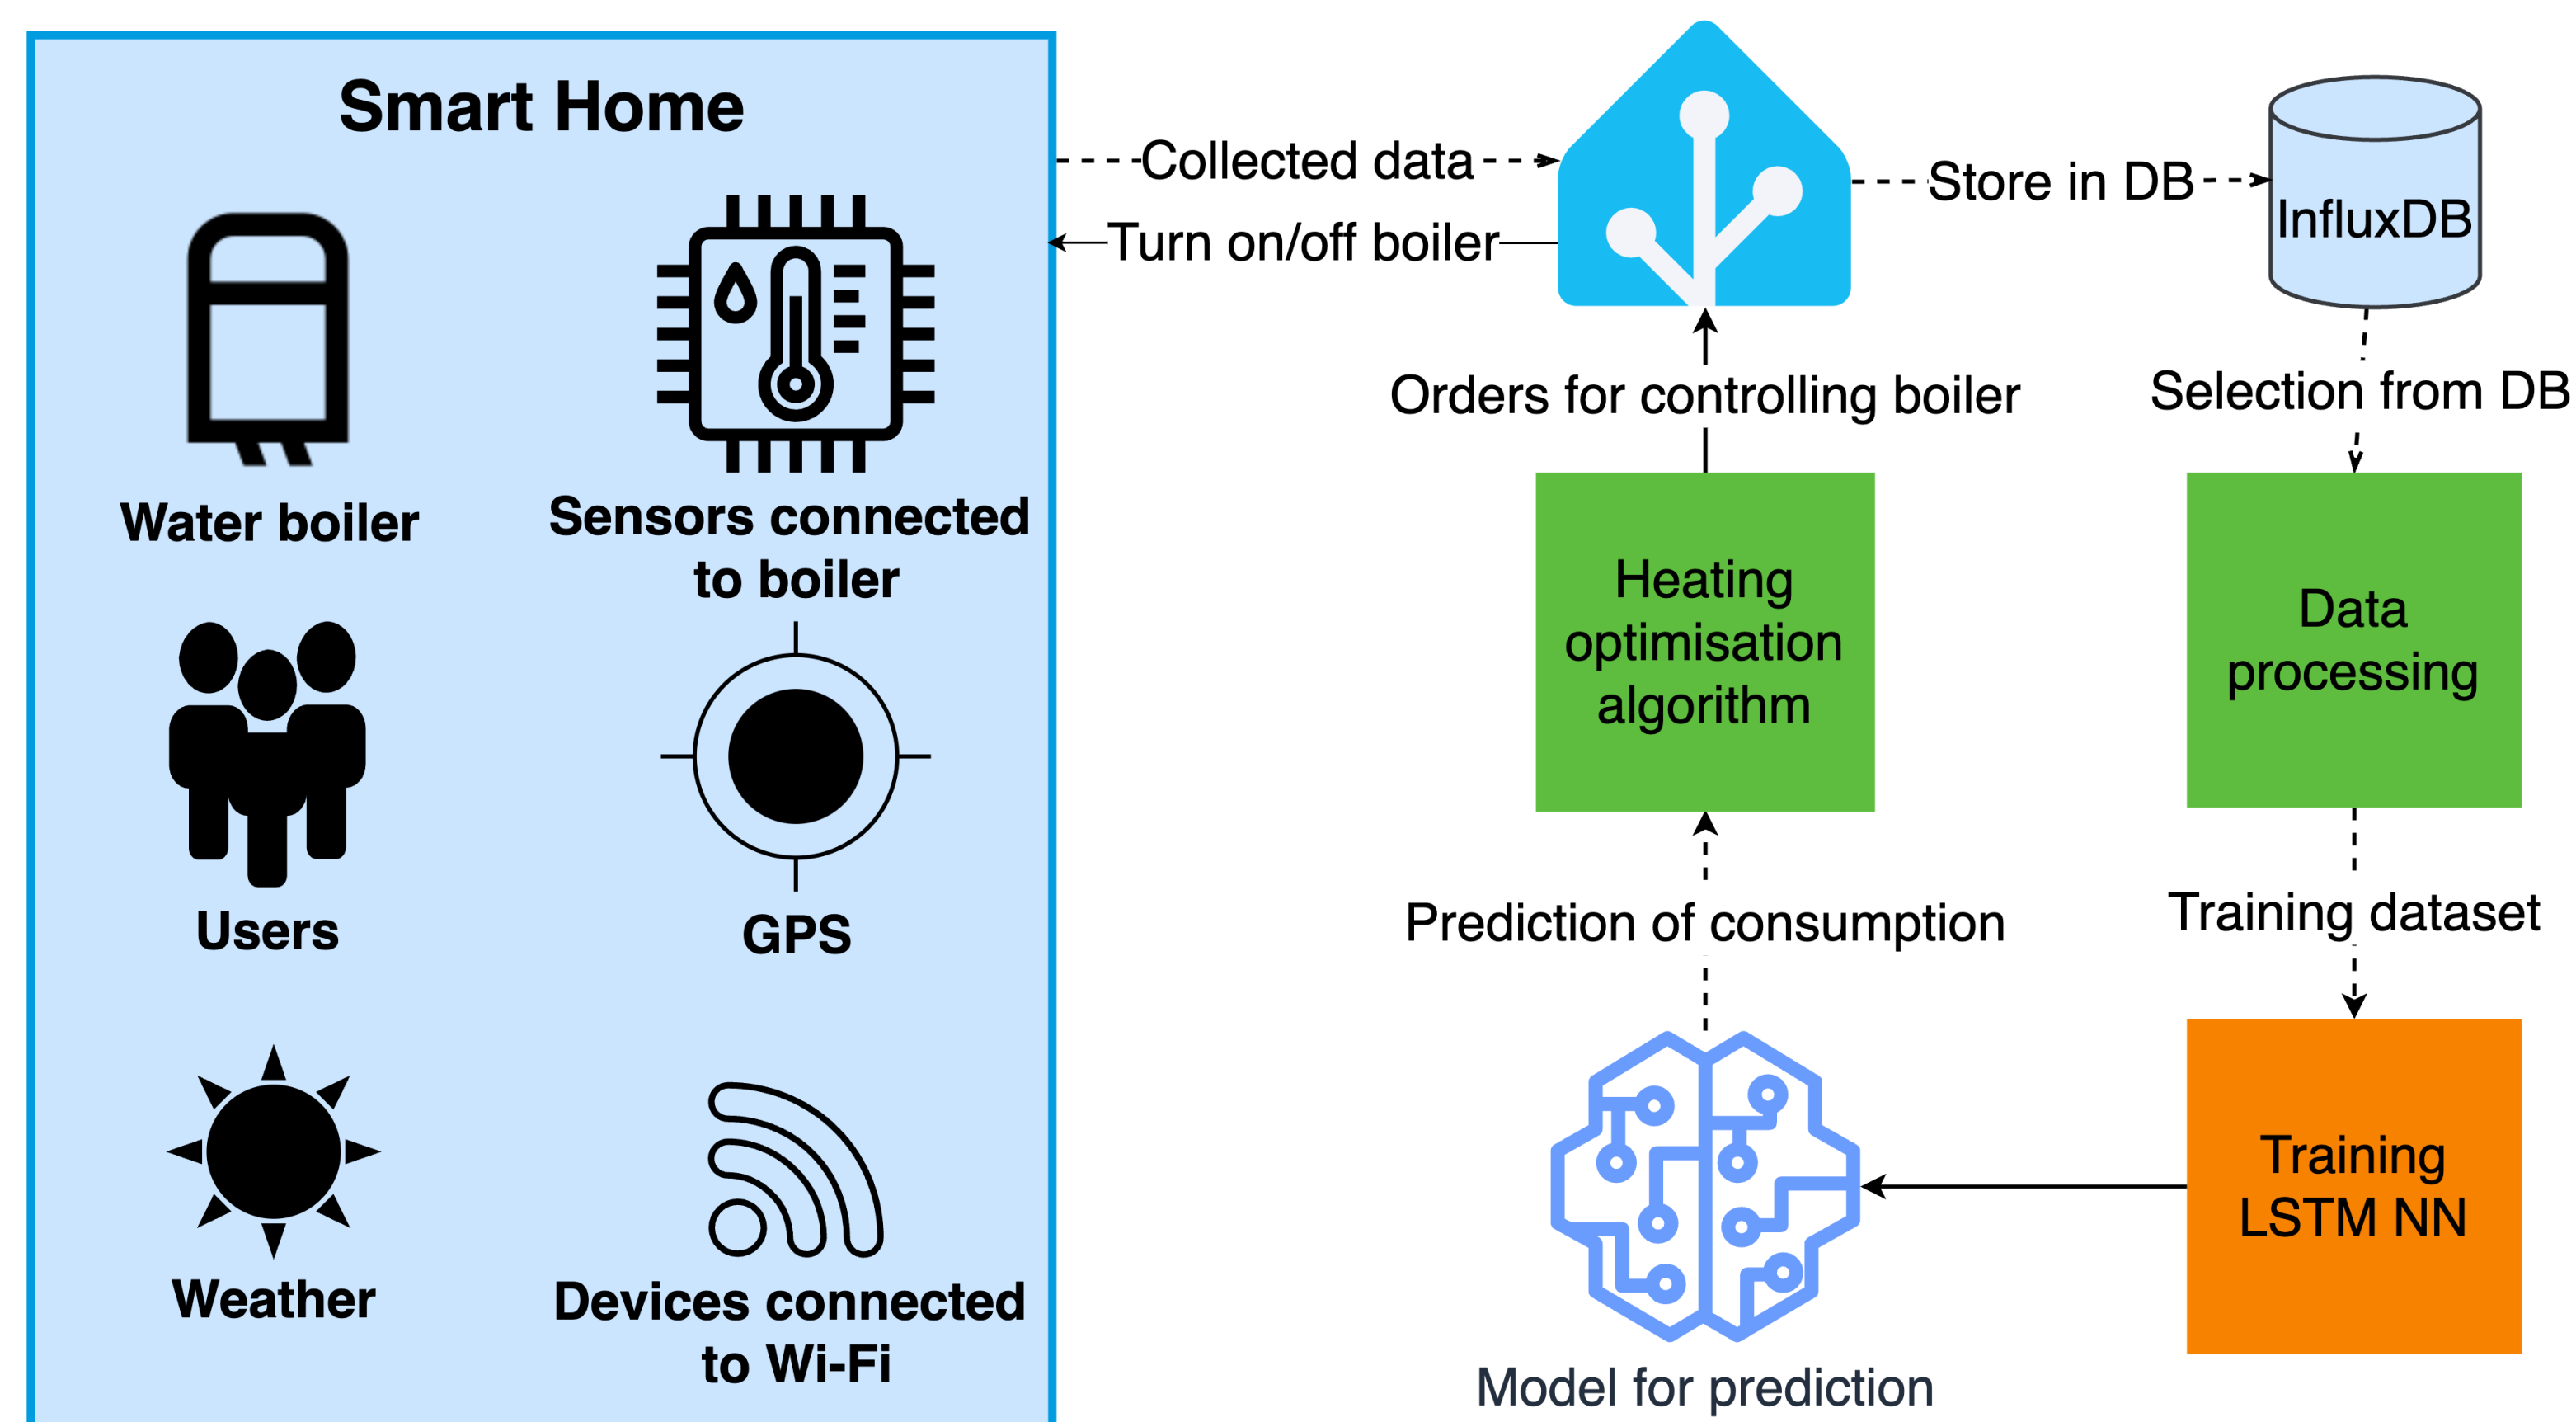 Smart Home
Water boiler
Sensors connected
to boiler
Users
GPS
Weather
Devices connected
to Wi-Fi
Collected data
Turn on/off boiler
Store in DB
InfluxDB
Selection from DB
Data
processing
Training dataset
Training
LSTM NN
Model for prediction
Prediction of consumption
Heating
optimisation
algorithm
Orders for controlling boiler